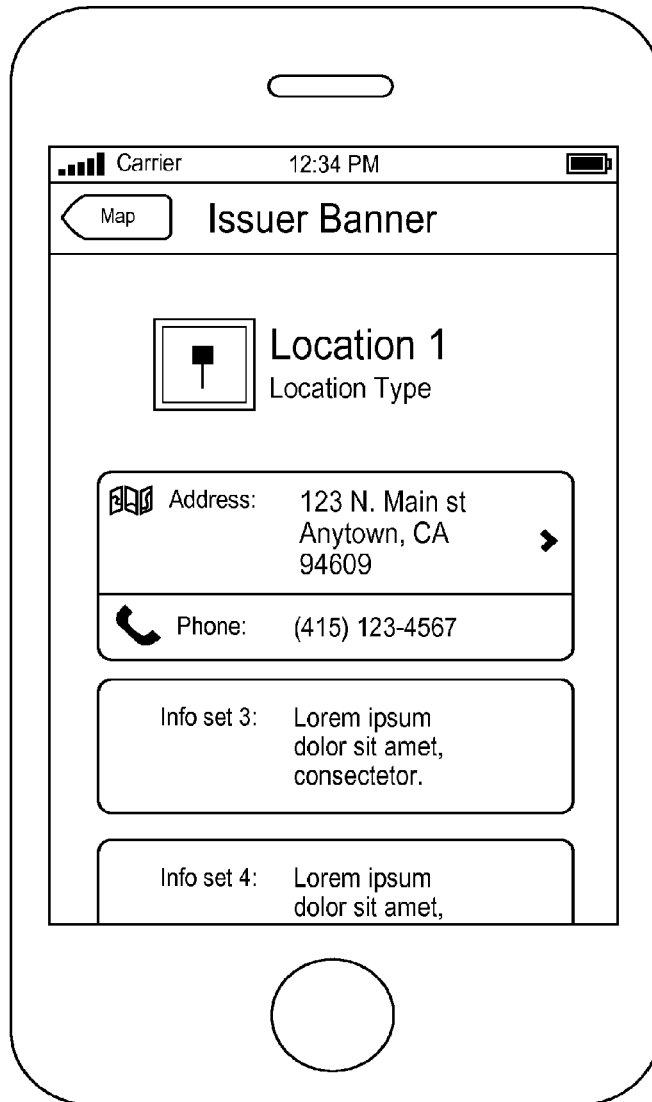 Carrier 12:34 PM
Map Issuer Banner
Location 1
Location Type
Address: 123 N. Main st
Anytown, CA
94609
Phone: (415) 123-4567
Info set 3: Lorem ipsum
dolor sit amet,
consectetor.
Info set 4: Lorem ipsum
dolor sit amet,